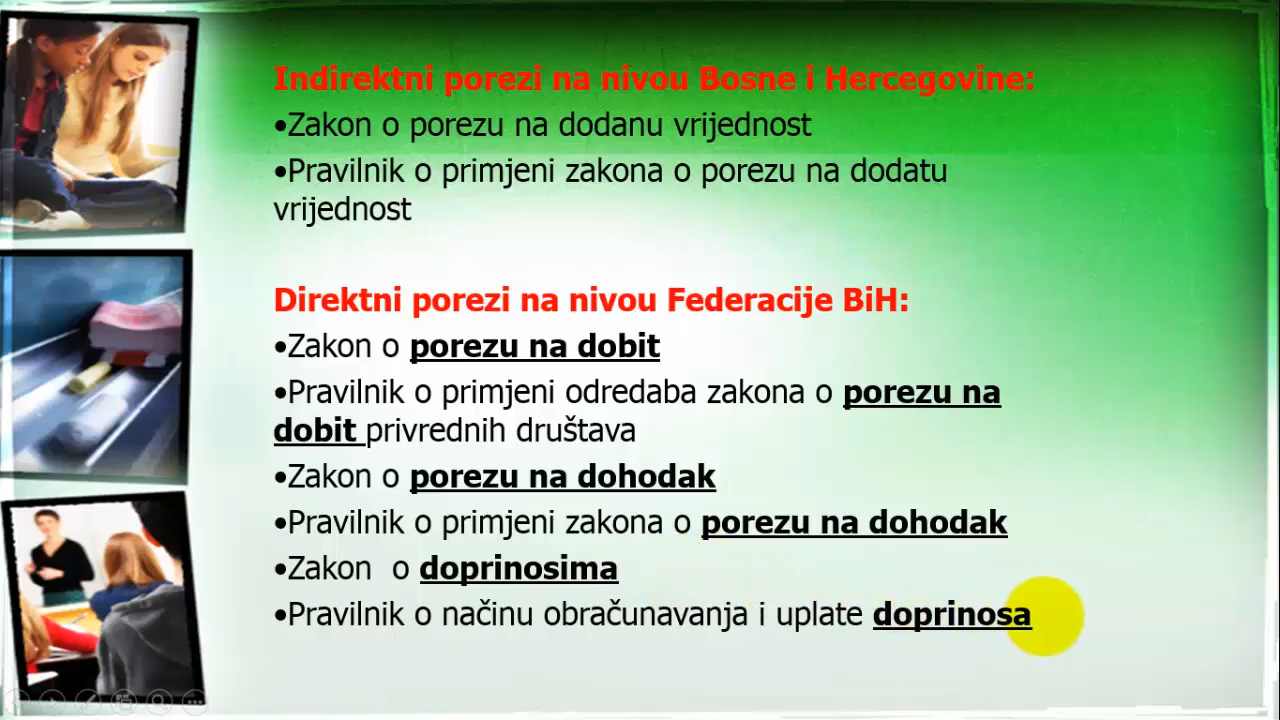 Indirektni porezi na nivou Bosne i Hercegovine:
•Zakon o porezu na dodanu vrijednost
•Pravilnik o primjeni zakona o porezu na dodatu
vrijednost
Direktni porezi na nivou Federacije BiH:
•Zakon o porezu na dobit
•Pravilnik o primjeni odredaba zakona o porezu na
dobit privrednih društava
•Zakon o porezu na dohodak
•Pravilnik o primjeni zakona o porezu na dohodak
•Zakon  o doprinosima
•Pravilnik o načinu obračunavanja i uplate doprinosa